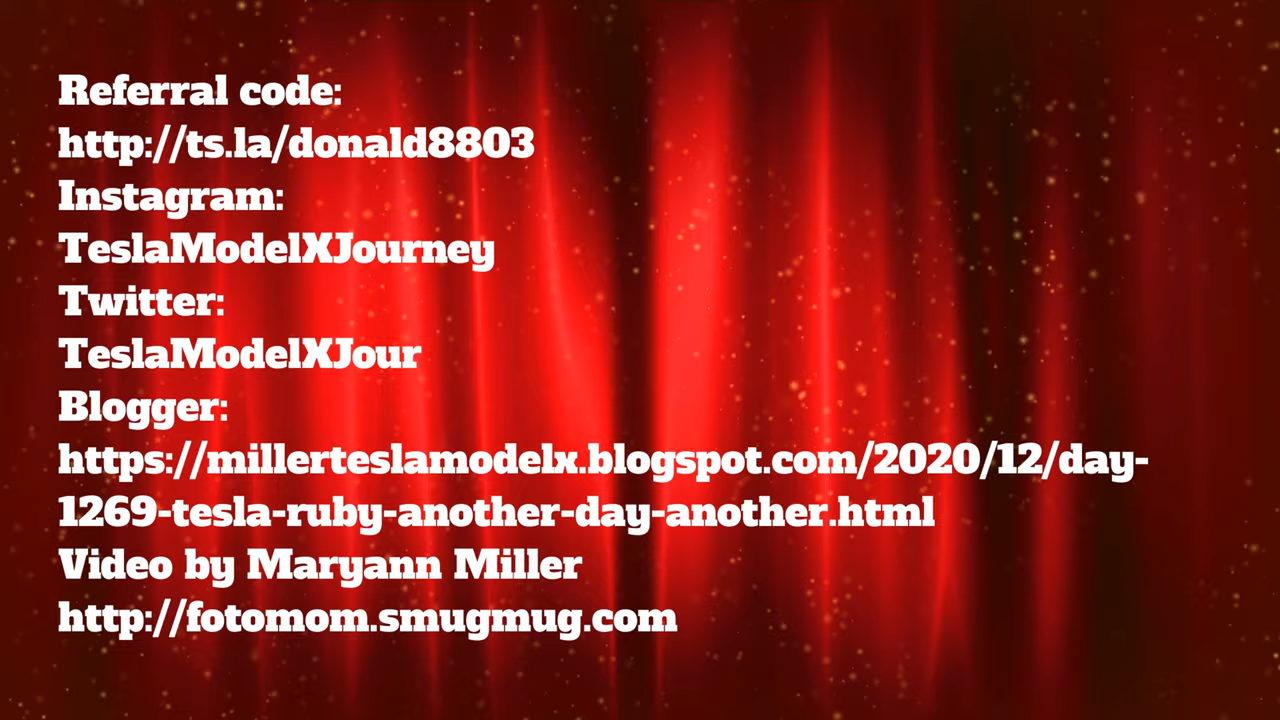 Referral code:
http://ts.la/donald8803
Instagram:
TeslaModelXJourney
Twitter:
TeslaModelXJour
Blogger:
https://millerteslamodelx.blogspot.com/2020/12/day-
1269-tesla-ruby-another-day-another.html
Video by Maryann Miller
http://fotomom.smugmug.com